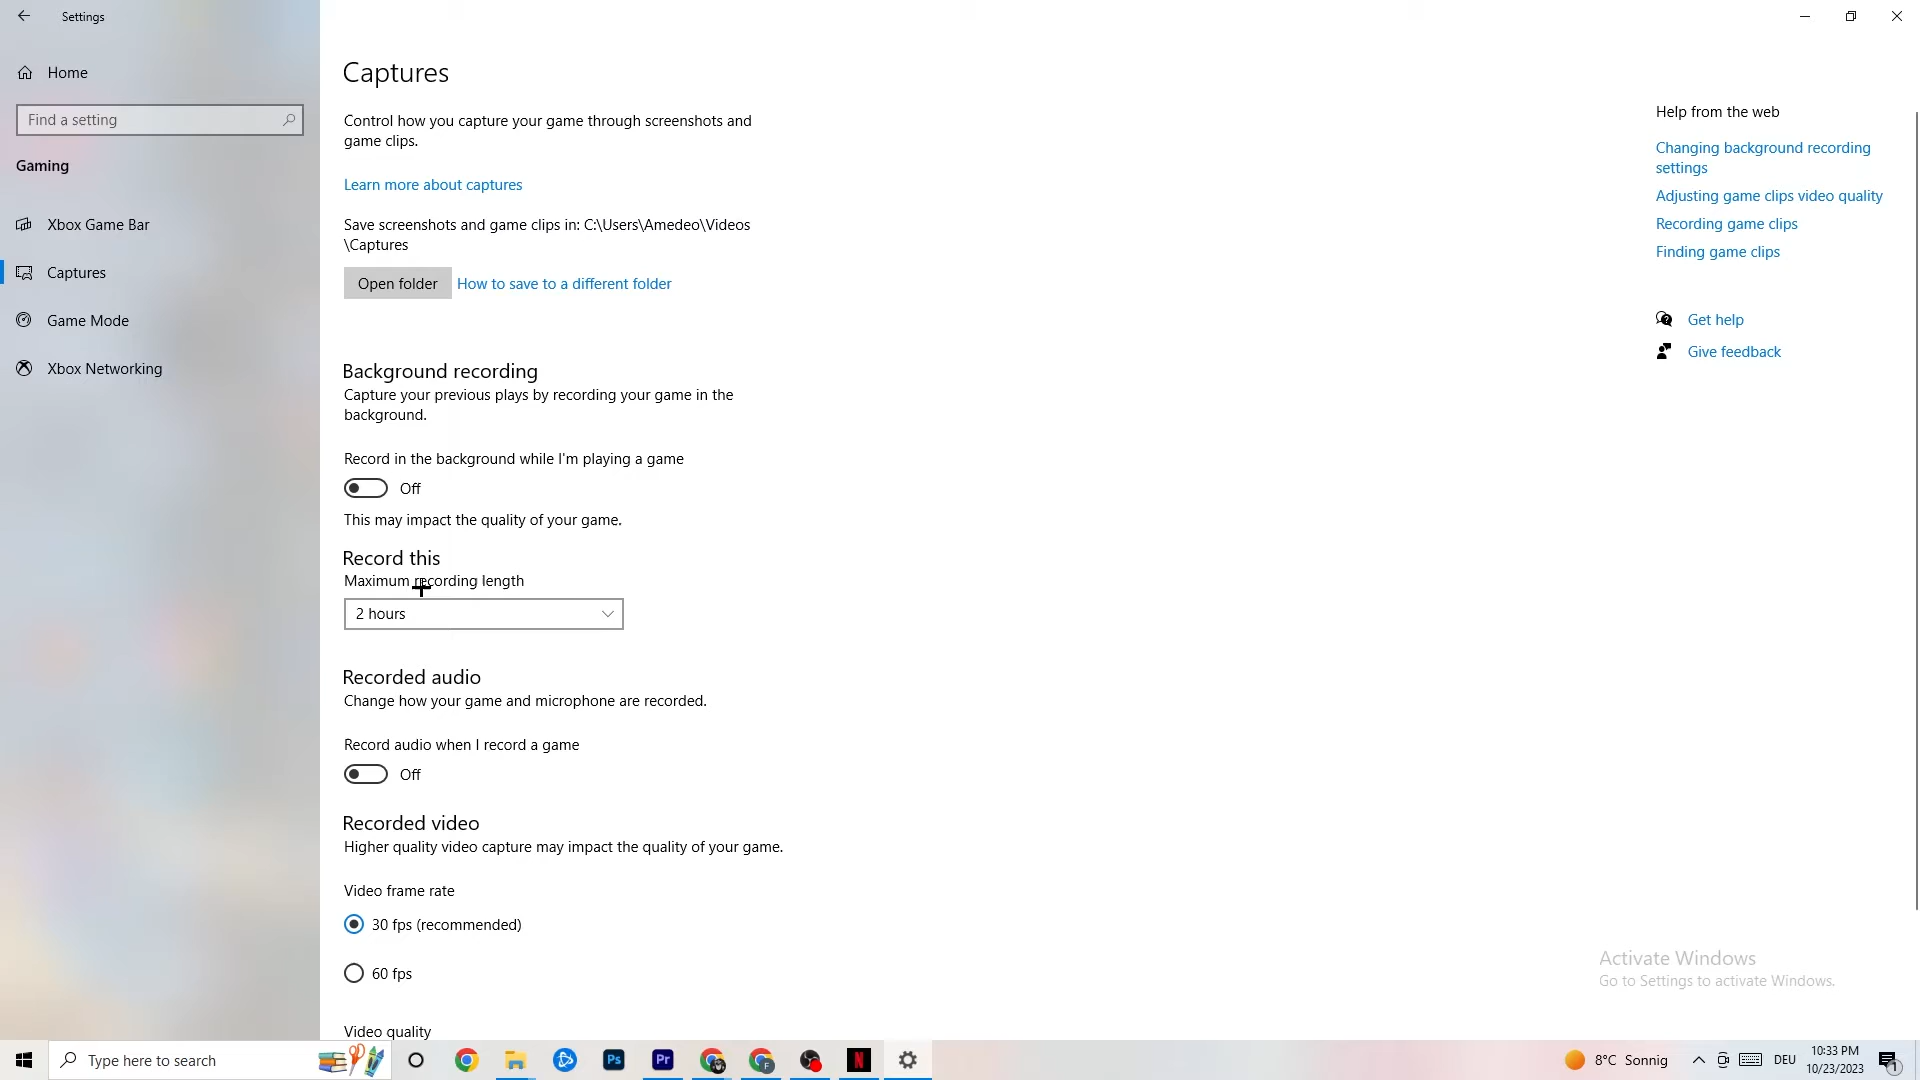 Settings
Home
Find a setting
Gaming
Xbox Game Bar
Captures
Game Mode
Xbox Networking
Captures
Control how you capture your game through screenshots and
game clips.
Learn more about captures
Save screenshots and game clips in: C:\Users\Amedeo\Videos
\Captures
Open folder
How to save to a different folder
Background recording
Capture your previous plays by recording your game in the
background.
Record in the background while I'm playing a game
Off
This may impact the quality of your game.
Record this
Maximum recording length
2 hours
Recorded audio
Change how your game and microphone are recorded.
Record audio when I record a game
Off
Recorded video
Higher quality video capture may impact the quality of your game.
Video frame rate
30 fps (recommended)
60 fps
Video quality
Help from the web
Changing background recording
settings
Adjusting game clips video quality
Recording game clips
Finding game clips
Get help
Give feedback
Activate Windows
Go to Settings to activate Windows.
Type here to search
Ps
Pr
F
N
8°C Sonnig
DEU
10:33 PM
10/23/2023
1